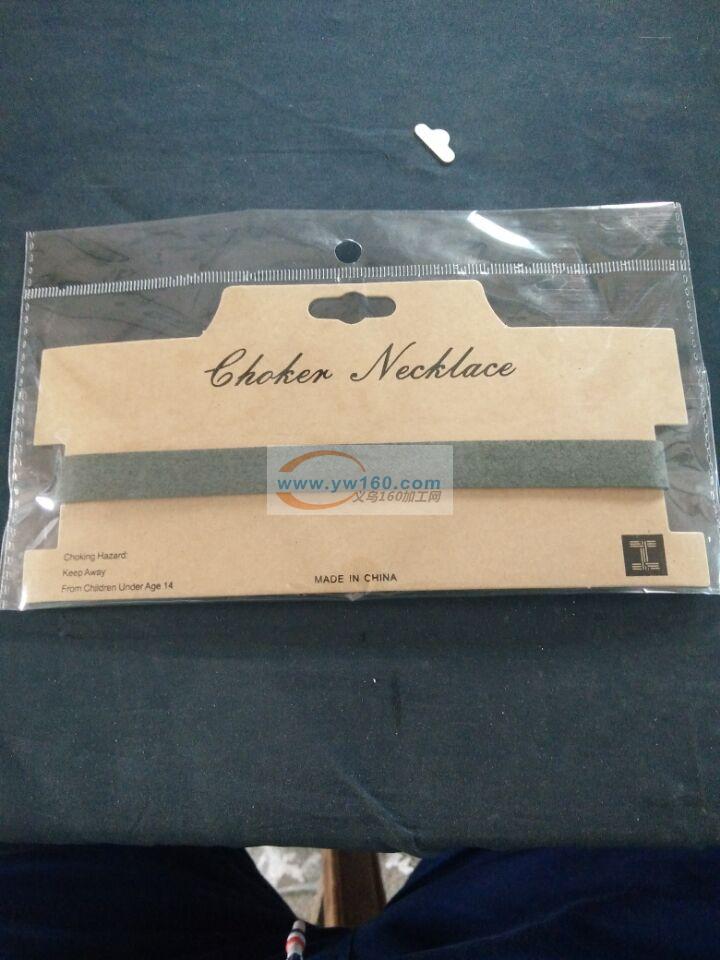 Choker Necklace
www.yw160.com
义乌160加工网
Choking Hazard:
Keep Away
From Children Under Age 14
MADE IN CHINA